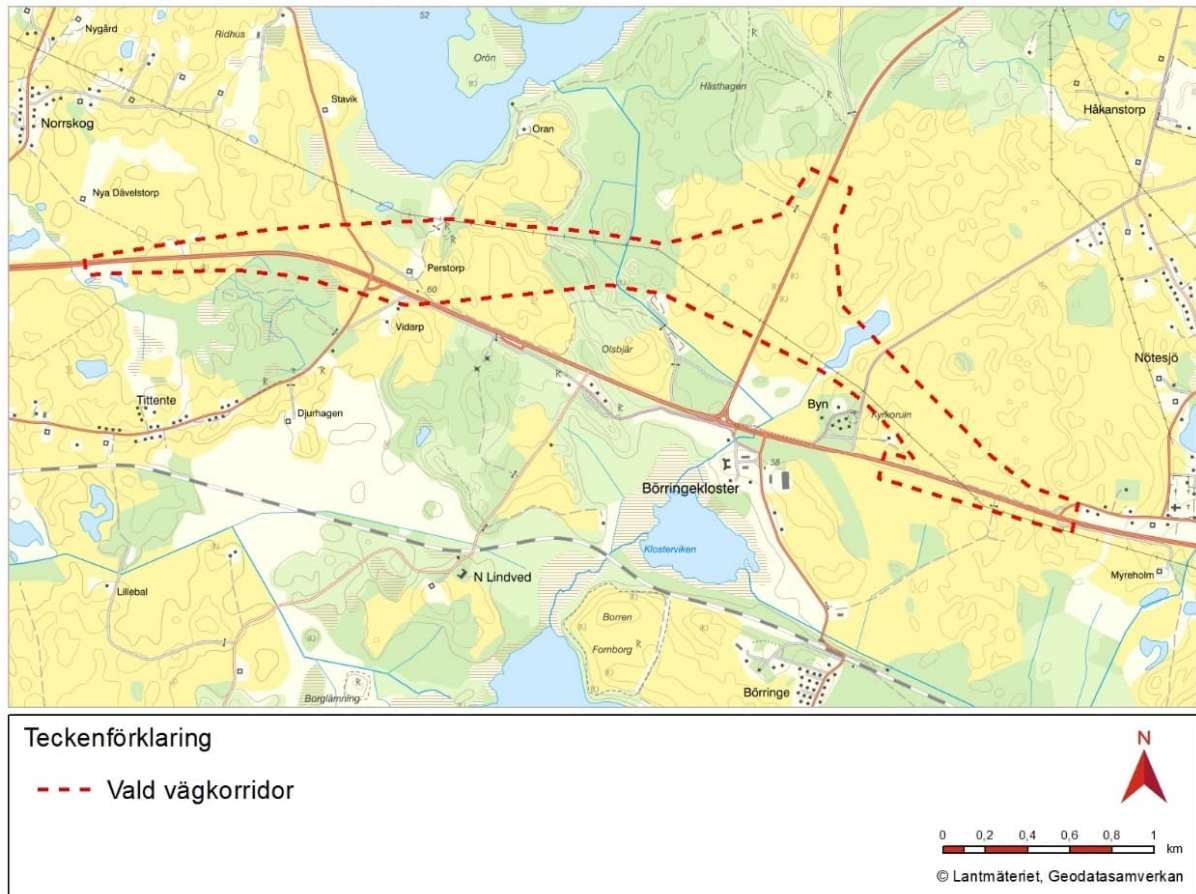 52
Nygård
Ridhus
Orön
R
Hästhagen
Stavik
Håkanstorp
Norrskog
Oran
Nya Dävelstorp
Perstorp
60
Vidarp
Olsbjär
Nötesjö
Tittente
Djurhagen
Byn
Kyrkoruin
58
Börringekloster
Klosterviken
N Lindved
Myreholm
Lillebal
Borren
Fornborg
R
Borglämning
R
Börringe
Teckenförklaring
Vald vägkorridor
N
0 0,2 0,4 0,6 0,8 1
km
© Lantmäteriet, Geodatasamverkan